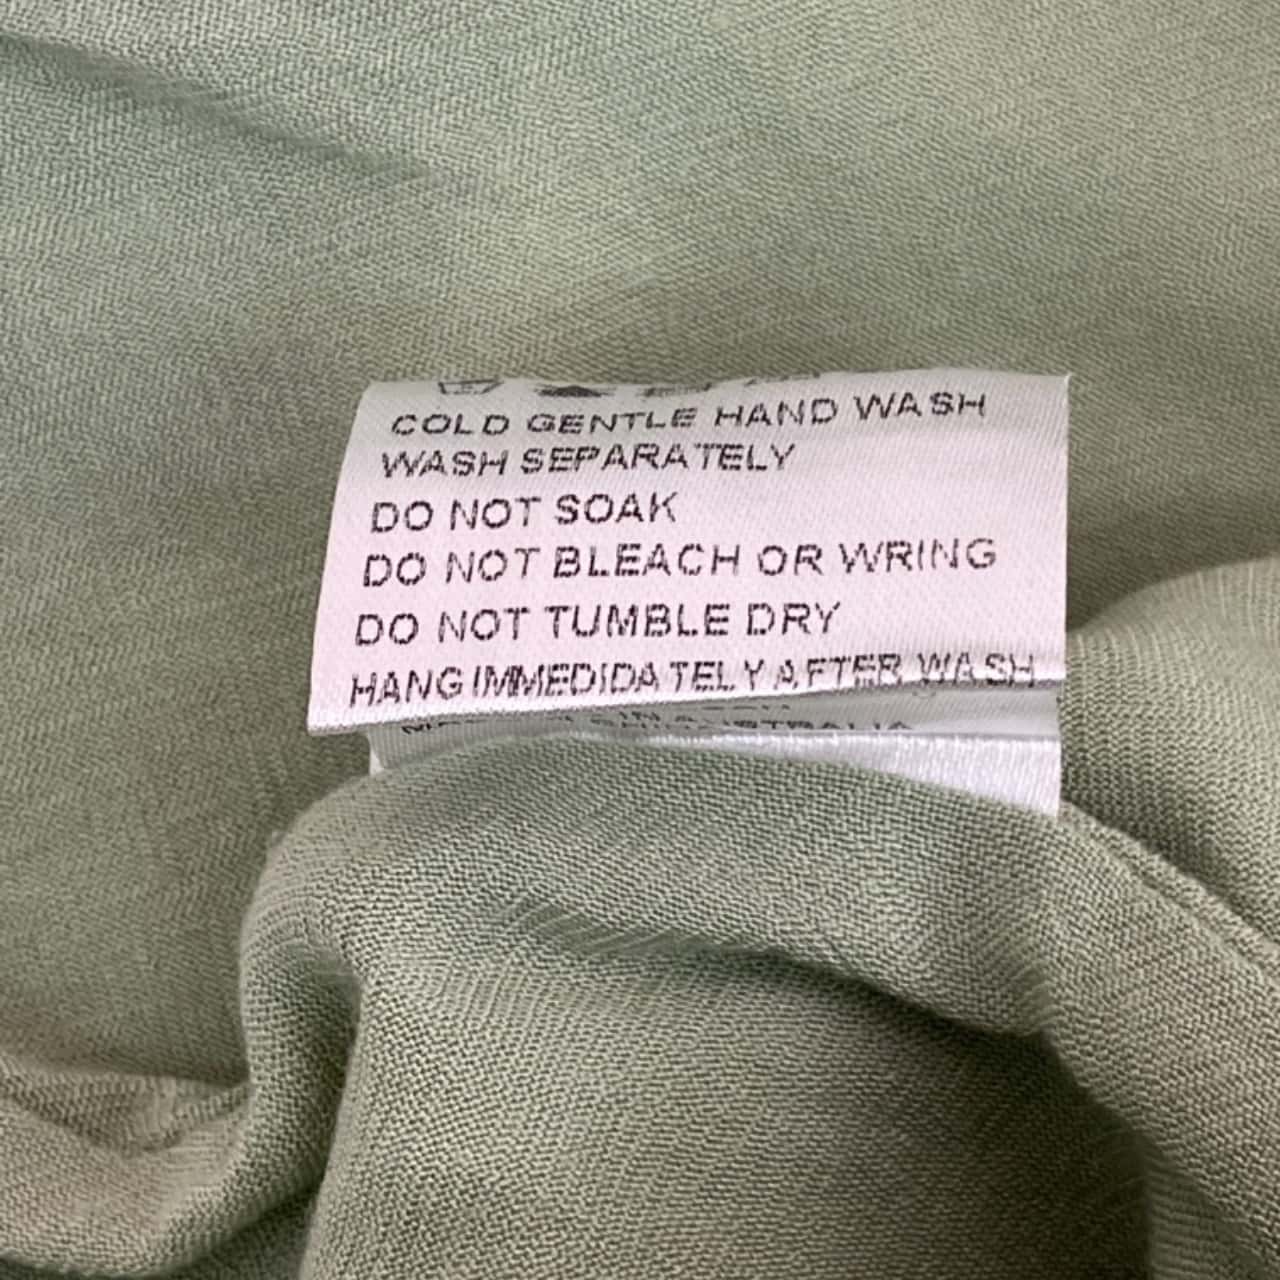 COLD GENTLE HAND WASH
WASH SEPARATELY
DO NOT SOAK
DO NOT BLEACH OR WRING
DO NOT TUMBLE DRY
HANG IMMEDIDATELY AFTER WASH